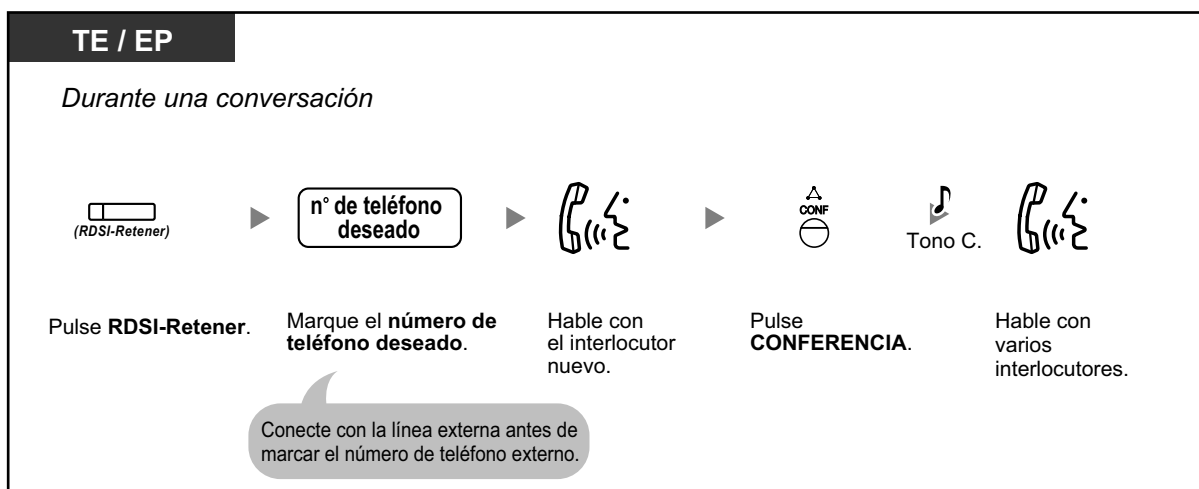 TE / EP
Durante una conversación
(RDSI-Retener)
n° de teléfono
deseado
CONF
Tono C.
Pulse RDSI-Retener.
Marque el número de
teléfono deseado.
Hable con
el interlocutor
nuevo.
Pulse
CONFERENCIA.
Hable con
varios
interlocutores.
Conecte con la línea externa antes de
marcar el número de teléfono externo.